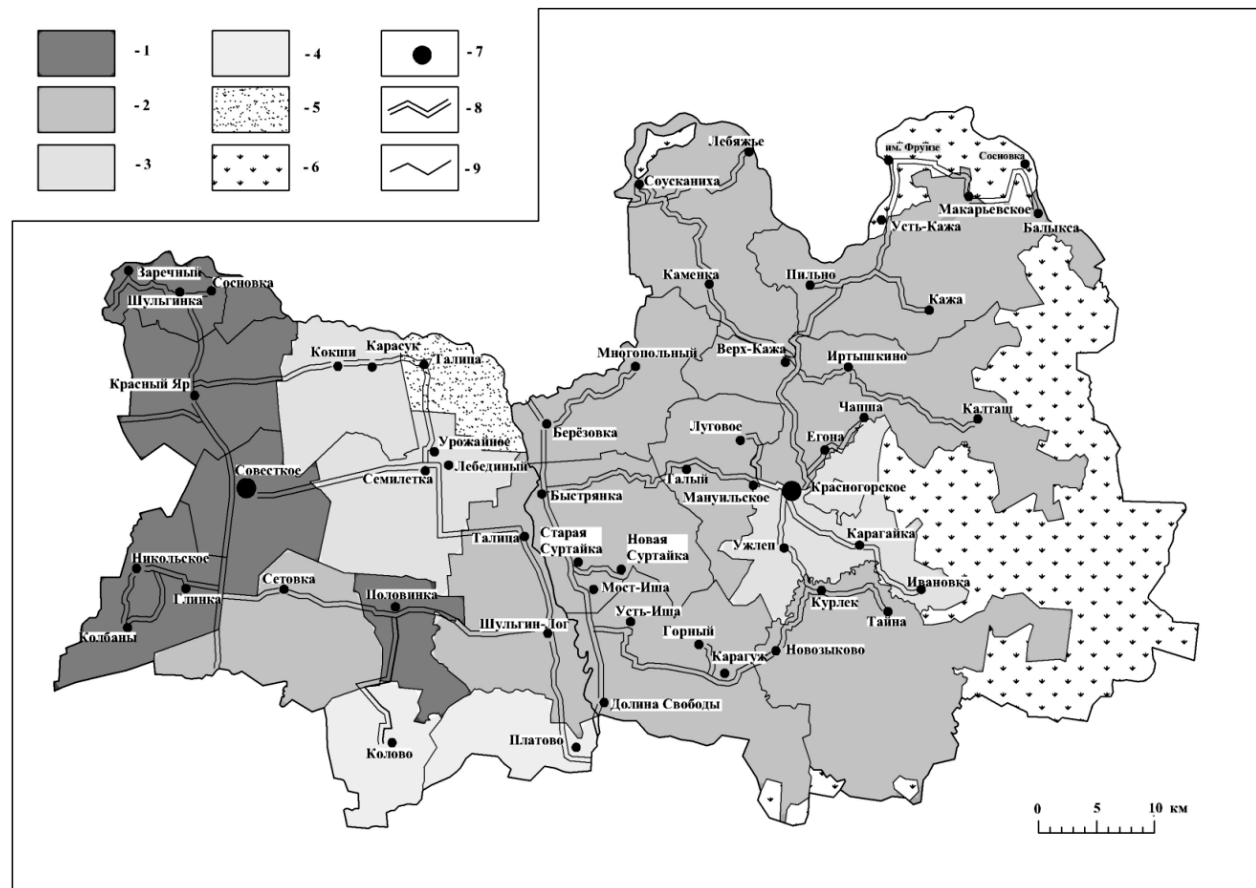 - 1
- 4
- 7
- 2
- 5
- 8
- 3
- 6
- 9
Лебяжье
им. Фрунзе
Сосновка
Соусканиха
Макарьевское
Усть-Кажа
Балыкса
Заречный
Сосновка
Шульгинка
Каменка
Пильно
Кажа
Кокши
Карасук
Талица
Многопольный
Верх-Кажа
Иртышкино
Красный Яр
Чапша
Калташ
Берёзовка
Луговое
Егона
Урожайное
Лебединый
Совесткое
Семилетка
Быстрянка
Талый
Мануильское
Красногорское
Талица
Старая
Суртайка
Новая
Суртайка
Ужлеп
Карагайка
Никольское
Глинка
Сетовка
Половинка
Мост-Иша
Курлек
Ивановка
Усть-Иша
Тайна
Колбаны
Шульгин-Лог
Горный
Карагуж
Новозыково
Долина Свободы
Колово
Платово
0 5 10 км